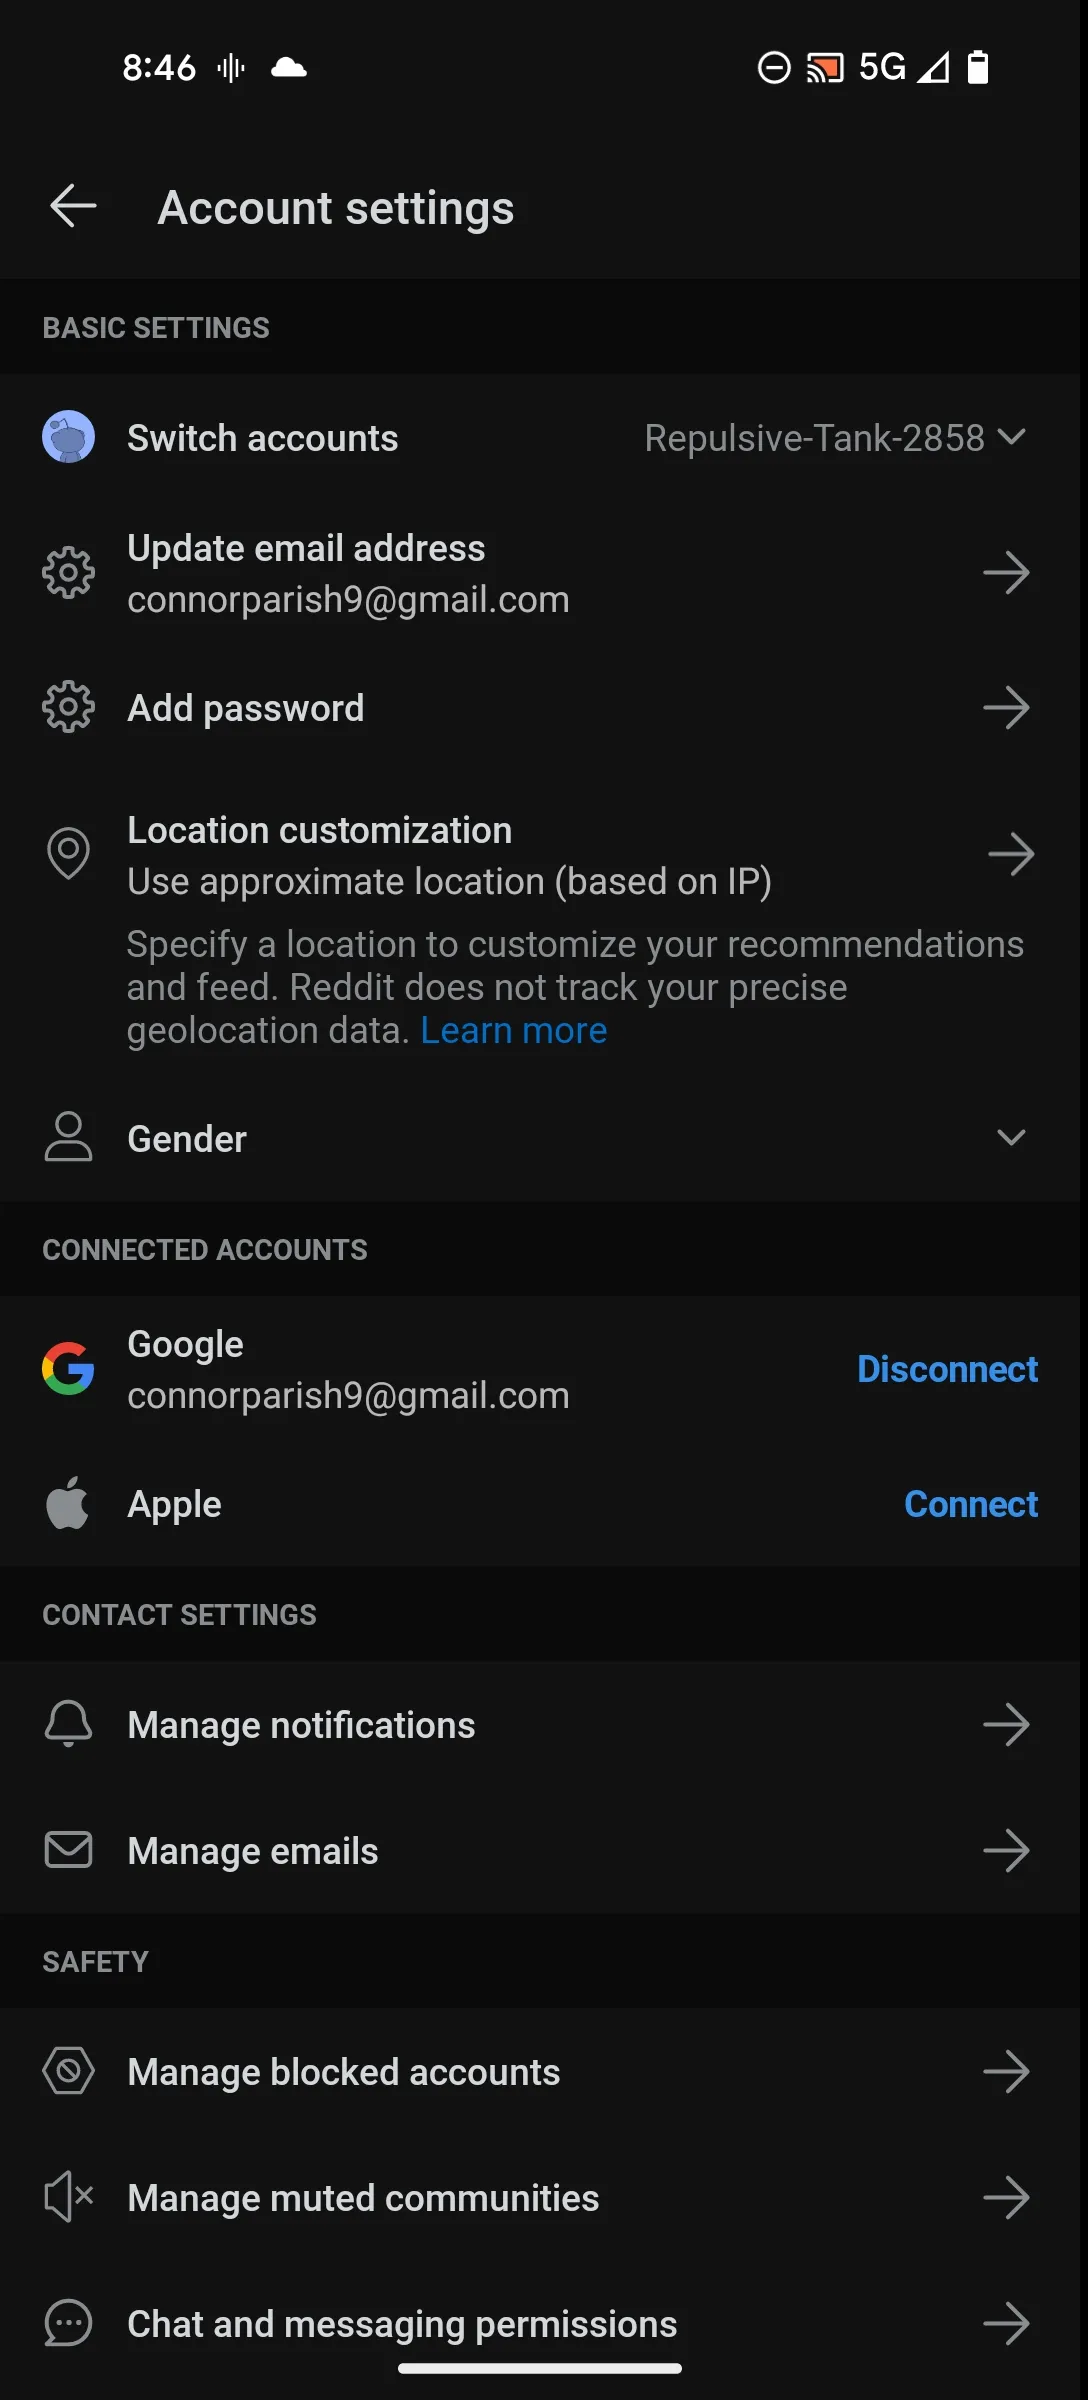 8:46
5G
Account settings
BASIC SETTINGS
Switch accounts
Repulsive-Tank-2858
Update email address
connorparish9@gmail.com
Add password
Location customization
Use approximate location (based on IP)
Specify a location to customize your recommendations
and feed. Reddit does not track your precise
geolocation data. Learn more
Gender
CONNECTED ACCOUNTS
Google
connorparish9@gmail.com
Disconnect
Apple
Connect
CONTACT SETTINGS
Manage notifications
Manage emails
SAFETY
Manage blocked accounts
Manage muted communities
Chat and messaging permissions